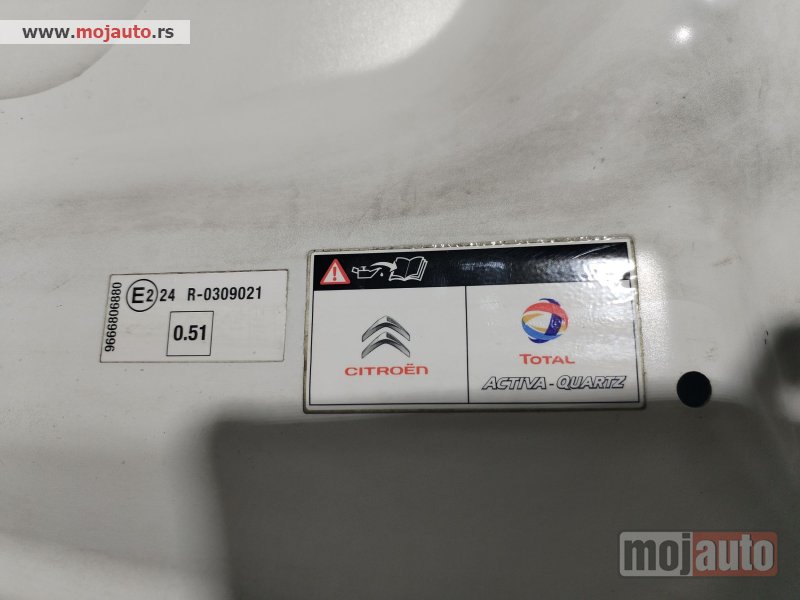 www.mojauto.rs
9666806880
E2 24 R-0309021
0.51
CITROËN
TOTAL
ACTIVA - QUARTZ
mojauto